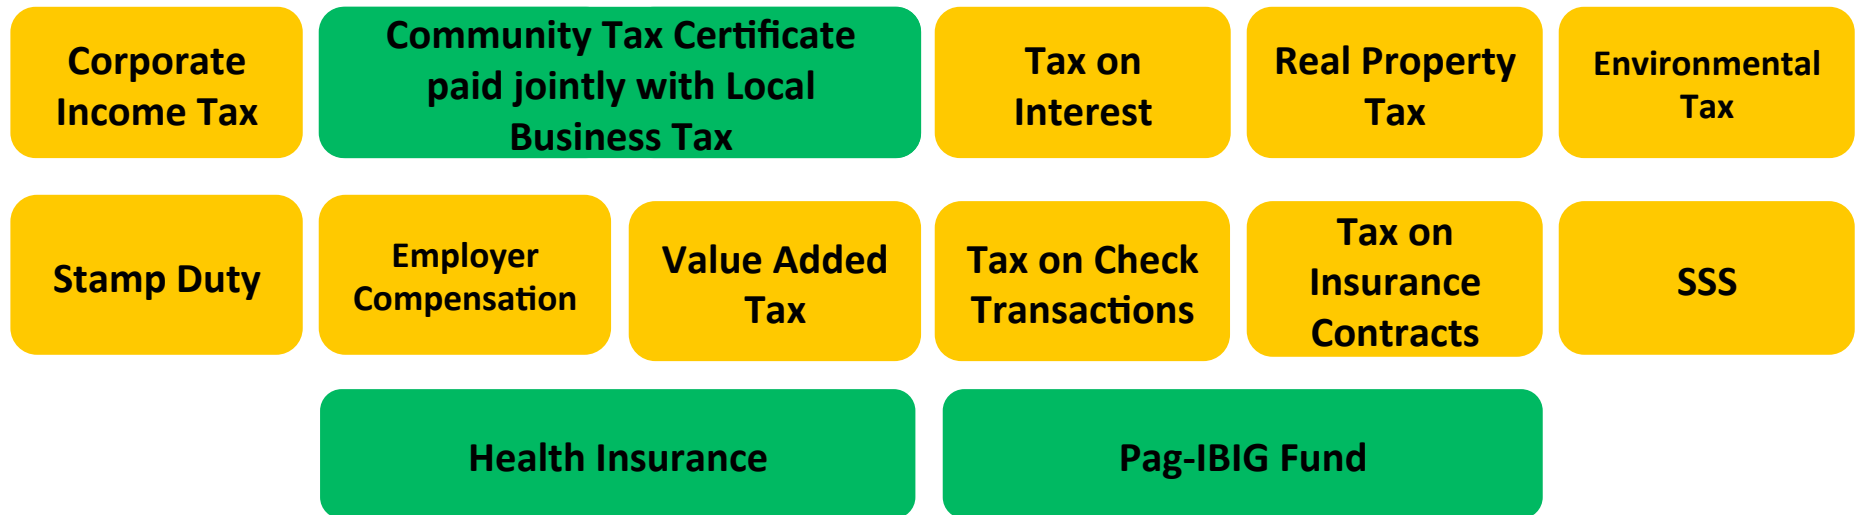 Corporate
Income Tax
Community Tax Certificate
paid jointly with Local
Business Tax
Tax on
Interest
Real Property
Tax
Environmental
Tax
Stamp Duty
Employer
Compensation
Value Added
Tax
Tax on Check
Transactions
Tax on
Insurance
Contracts
SSS
Health Insurance
Pag-IBIG Fund